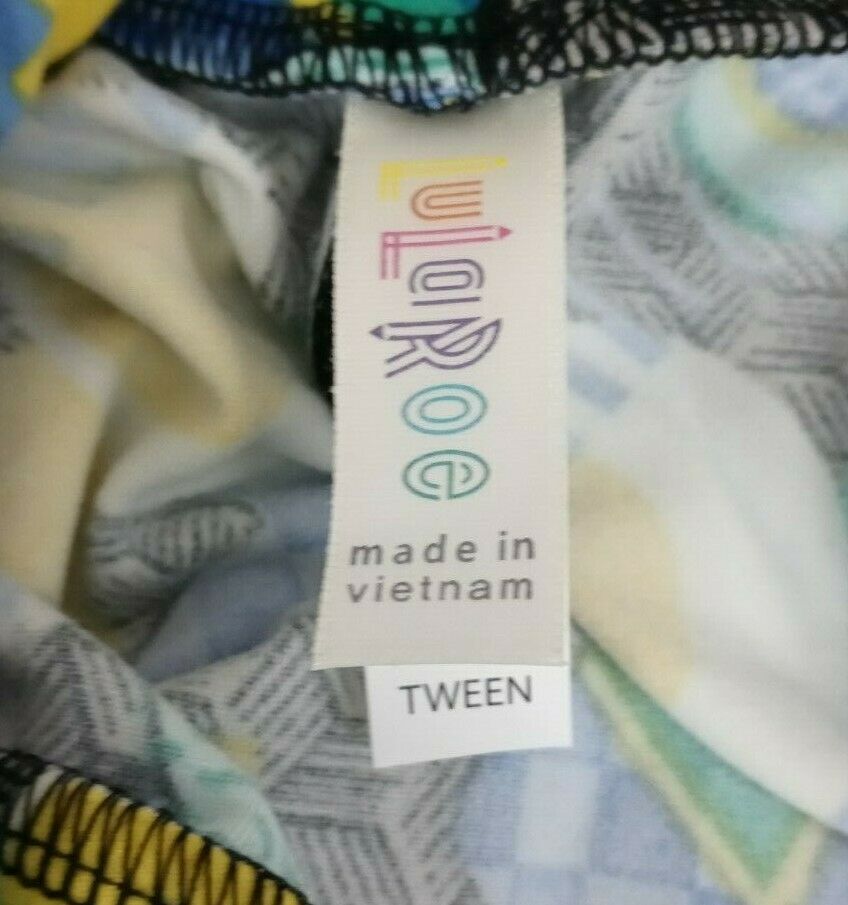 LuLaRoe
made in
vietnam
TWEEN